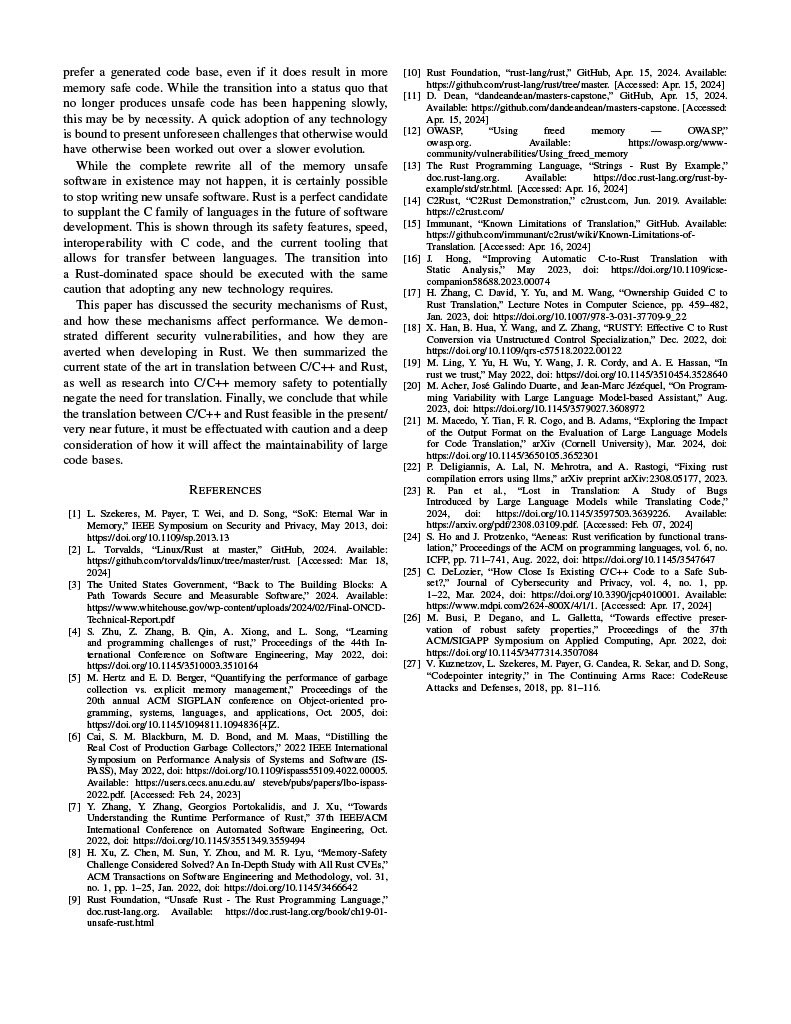 prefer a generated code base, even if it does result in more
memory safe code. While the transition into a status quo that
no longer produces unsafe code has been happening slowly,
this may be by necessity. A quick adoption of any technology
is bound to present unforeseen challenges that otherwise would
have otherwise been worked out over a slower evolution.
While the complete rewrite all of the memory unsafe
software in existence may not happen, it is certainly possible
to stop writing new unsafe software. Rust is a perfect candidate
to supplant the C family of languages in the future of software
development. This is shown through its safety features, speed,
interoperability with C code, and the current tooling that
allows for transfer between languages. The transition into
a Rust-dominated space should be executed with the same
caution that adopting any new technology requires.
This paper has discussed the security mechanisms of Rust,
and how these mechanisms affect performance. We demon-
strated different security vulnerabilities, and how they are
averted when developing in Rust. We then summarized the
current state of the art in translation between C/C++ and Rust,
as well as research into C/C++ memory safety to potentially
negate the need for translation. Finally, we conclude that while
the translation between C/C++ and Rust feasible in the present/
very near future, it must be effectuated with caution and a deep
consideration of how it will affect the maintainability of large
code bases.
REFERENCES
[1] L. Szekeres, M. Payer, T. Wei, and D. Song, “SoK: Eternal War in
Memory,” IEEE Symposium on Security and Privacy, May 2013, doi:
https://doi.org/10.1109/sp.2013.13
[2] L. Torvalds, “Linux/Rust at master,” GitHub, 2024. Available:
https://github.com/torvalds/linux/tree/master/rust. [Accessed: Mar. 18,
2024]
[3] The United States Government, “Back to The Building Blocks: A
Path Towards Secure and Measurable Software,” 2024. Available:
https://www.whitehouse.gov/wp-content/uploads/2024/02/Final-ONCD-
Technical-Report.pdf
[4] S. Zhu, Z. Zhang, B. Qin, A. Xiong, and L. Song, “Learning
and programming challenges of rust,” Proceedings of the 44th In-
ternational Conference on Software Engineering, May 2022, doi:
https://doi.org/10.1145/3510003.3510164
[5] M. Hertz and E. D. Berger, “Quantifying the performance of garbage
collection vs. explicit memory management,” Proceedings of the
20th annual ACM SIGPLAN conference on Object-oriented pro-
gramming, systems, languages, and applications, Oct. 2005, doi:
https://doi.org/10.1145/1094811.1094836[4]Z.
[6] Cai, S. M. Blackburn, M. D. Bond, and M. Maas, “Distilling the
Real Cost of Production Garbage Collectors,” 2022 IEEE International
Symposium on Performance Analysis of Systems and Software (IS-
PASS), May 2022, doi: https://doi.org/10.1109/ispass55109.4022.00005.
Available: https://users.cecs.anu.edu.au/ steveb/pubs/papers/lbo-ispass-
2022.pdf. [Accessed: Feb. 24, 2023]
[7] Y. Zhang, Y. Zhang, Georgios Portokalidis, and J. Xu, “Towards
Understanding the Runtime Performance of Rust,” 37th IEEE/ACM
International Conference on Automated Software Engineering, Oct.
2022, doi: https://doi.org/10.1145/3551349.3559494
[8] H. Xu, Z. Chen, M. Sun, Y. Zhou, and M. R. Lyu, “Memory-Safety
Challenge Considered Solved? An In-Depth Study with All Rust CVEs,”
ACM Transactions on Software Engineering and Methodology, vol. 31,
no. 1, pp. 1–25, Jan. 2022, doi: https://doi.org/10.1145/3466642
[9] Rust Foundation, “Unsafe Rust - The Rust Programming Language,”
doc.rust-lang.org. Available: https://doc.rust-lang.org/book/ch19-01-
unsafe-rust.html
[10] Rust Foundation, “rust-lang/rust,” GitHub, Apr. 15, 2024. Available:
https://github.com/rust-lang/rust/tree/master. [Accessed: Apr. 15, 2024]
[11] D. Dean, “dandeandean/masters-capstone,” GitHub, Apr. 15, 2024.
Available: https://github.com/dandeandean/masters-capstone. [Accessed:
Apr. 15, 2024]
[12] OWASP, “Using freed memory — OWASP,”
owasp.org. Available: https://owasp.org/www-
community/vulnerabilities/Using_freed_memory
[13] The Rust Programming Language, “Strings - Rust By Example,”
doc.rust-lang.org. Available: https://doc.rust-lang.org/rust-by-
example/std/str.html. [Accessed: Apr. 16, 2024]
[14] C2Rust, “C2Rust Demonstration,” c2rust.com, Jun. 2019. Available:
https://c2rust.com/
[15] Immunant, “Known Limitations of Translation,” GitHub. Available:
https://github.com/immunant/c2rust/wiki/Known-Limitations-of-
Translation. [Accessed: Apr. 16, 2024]
[16] J. Hong, “Improving Automatic C-to-Rust Translation with
Static Analysis,” May 2023, doi: https://doi.org/10.1109/icse-
companion58688.2023.00074
[17] H. Zhang, C. David, Y. Yu, and M. Wang, “Ownership Guided C to
Rust Translation,” Lecture Notes in Computer Science, pp. 459–482,
Jan. 2023, doi: https://doi.org/10.1007/978-3-031-37709-9_22
[18] X. Han, B. Hua, Y. Wang, and Z. Zhang, “RUSTY: Effective C to Rust
Conversion via Unstructured Control Specialization,” Dec. 2022, doi:
https://doi.org/10.1109/qrs-c57518.2022.00122
[19] M. Ling, Y. Yu, H. Wu, Y. Wang, J. R. Cordy, and A. E. Hassan, “In
rust we trust,” May 2022, doi: https://doi.org/10.1145/3510454.3528640
[20] M. Acher, José Galindo Duarte, and Jean-Marc Jézéquel, “On Program-
ming Variability with Large Language Model-based Assistant,” Aug.
2023, doi: https://doi.org/10.1145/3579027.3608972
[21] M. Macedo, Y. Tian, F. R. Cogo, and B. Adams, “Exploring the Impact
of the Output Format on the Evaluation of Large Language Models
for Code Translation,” arXiv (Cornell University), Mar. 2024, doi:
https://doi.org/10.1145/3650105.3652301
[22] P. Deligiannis, A. Lal, N. Mehrotra, and A. Rastogi, “Fixing rust
compilation errors using llms,” arXiv preprint arXiv:2308.05177, 2023.
[23] R. Pan et al., “Lost in Translation: A Study of Bugs
Introduced by Large Language Models while Translating Code,”
2024, doi: https://doi.org/10.1145/3597503.3639226. Available:
https://arxiv.org/pdf/2308.03109.pdf. [Accessed: Feb. 07, 2024]
[24] S. Ho and J. Protzenko, “Aeneas: Rust verification by functional trans-
lation,” Proceedings of the ACM on programming languages, vol. 6, no.
ICFP, pp. 711–741, Aug. 2022, doi: https://doi.org/10.1145/3547647
[25] C. DeLozier, “How Close Is Existing C/C++ Code to a Safe Sub-
set?,” Journal of Cybersecurity and Privacy, vol. 4, no. 1, pp.
1–22, Mar. 2024, doi: https://doi.org/10.3390/jcp4010001. Available:
https://www.mdpi.com/2624-800X/4/1/1. [Accessed: Apr. 17, 2024]
[26] M. Busi, P. Degano, and L. Galletta, “Towards effective preser-
vation of robust safety properties,” Proceedings of the 37th
ACM/SIGAPP Symposium on Applied Computing, Apr. 2022, doi:
https://doi.org/10.1145/3477314.3507084
[27] V. Kuznetzov, L. Szekeres, M. Payer, G. Candea, R. Sekar, and D. Song,
“Codepointer integrity,” in The Continuing Arms Race: CodeReuse
Attacks and Defenses, 2018, pp. 81–116.